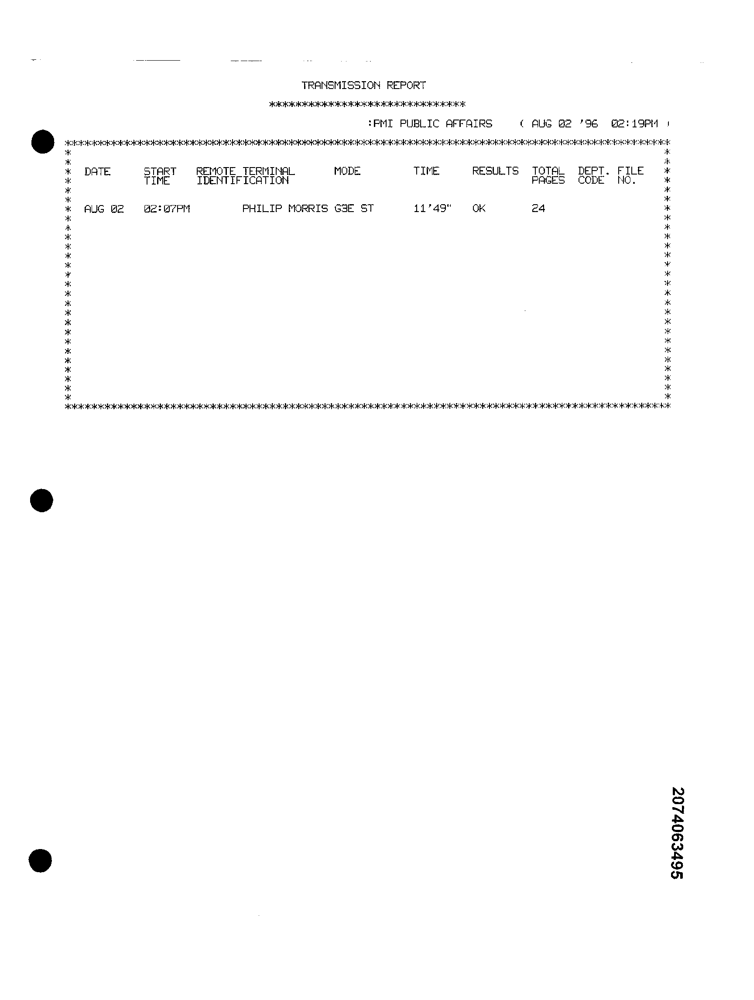 TRANSMISSION REPORT
******************************
:PMI PUBLIC AFFAIRS ( AUG 02 '96 02:19PM )
DATE START TIME REMOTE TERMINAL IDENTIFICATION MODE TIME RESULTS TOTAL PAGES DEPT. CODE FILE NO.
AUG 02 02:07PM PHILIP MORRIS G3E ST 11'49" OK 24
2074063495